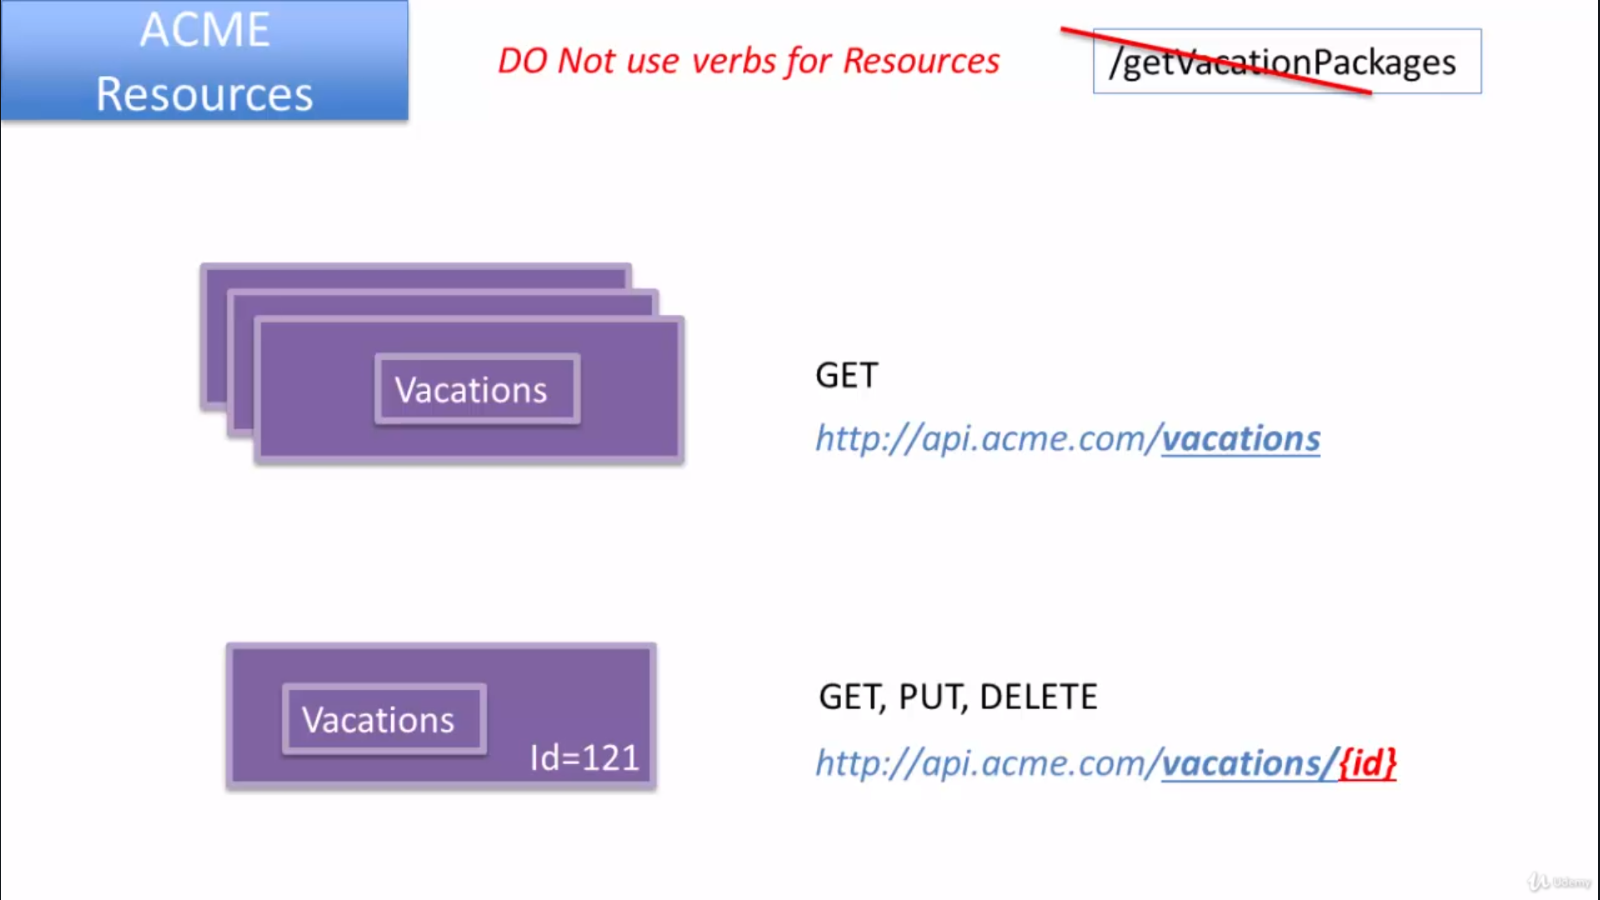 ACME
Resources
DO Not use verbs for Resources
/getVacationPackages
Vacations
GET
http://api.acme.com/vacations
Vacations
Id=121
GET, PUT, DELETE
http://api.acme.com/vacations/{id}
Udemy